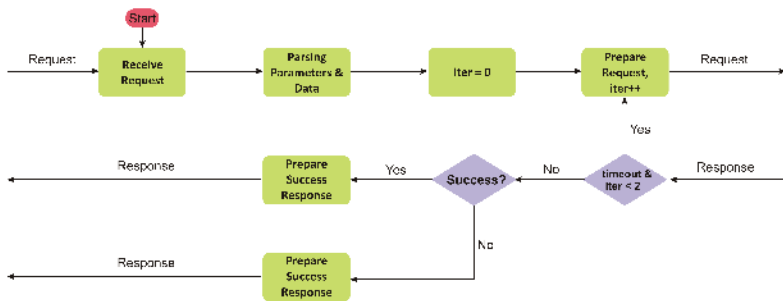 Start
Request
Receive
Request
Parsing
Parameters &
Data
Iter = 0
Prepare
Request,
iter++
Request
Yes
Response
Prepare
Success
Response
Yes
Success?
No
timeout &
Iter < 2
Response
No
Response
Prepare
Success
Response